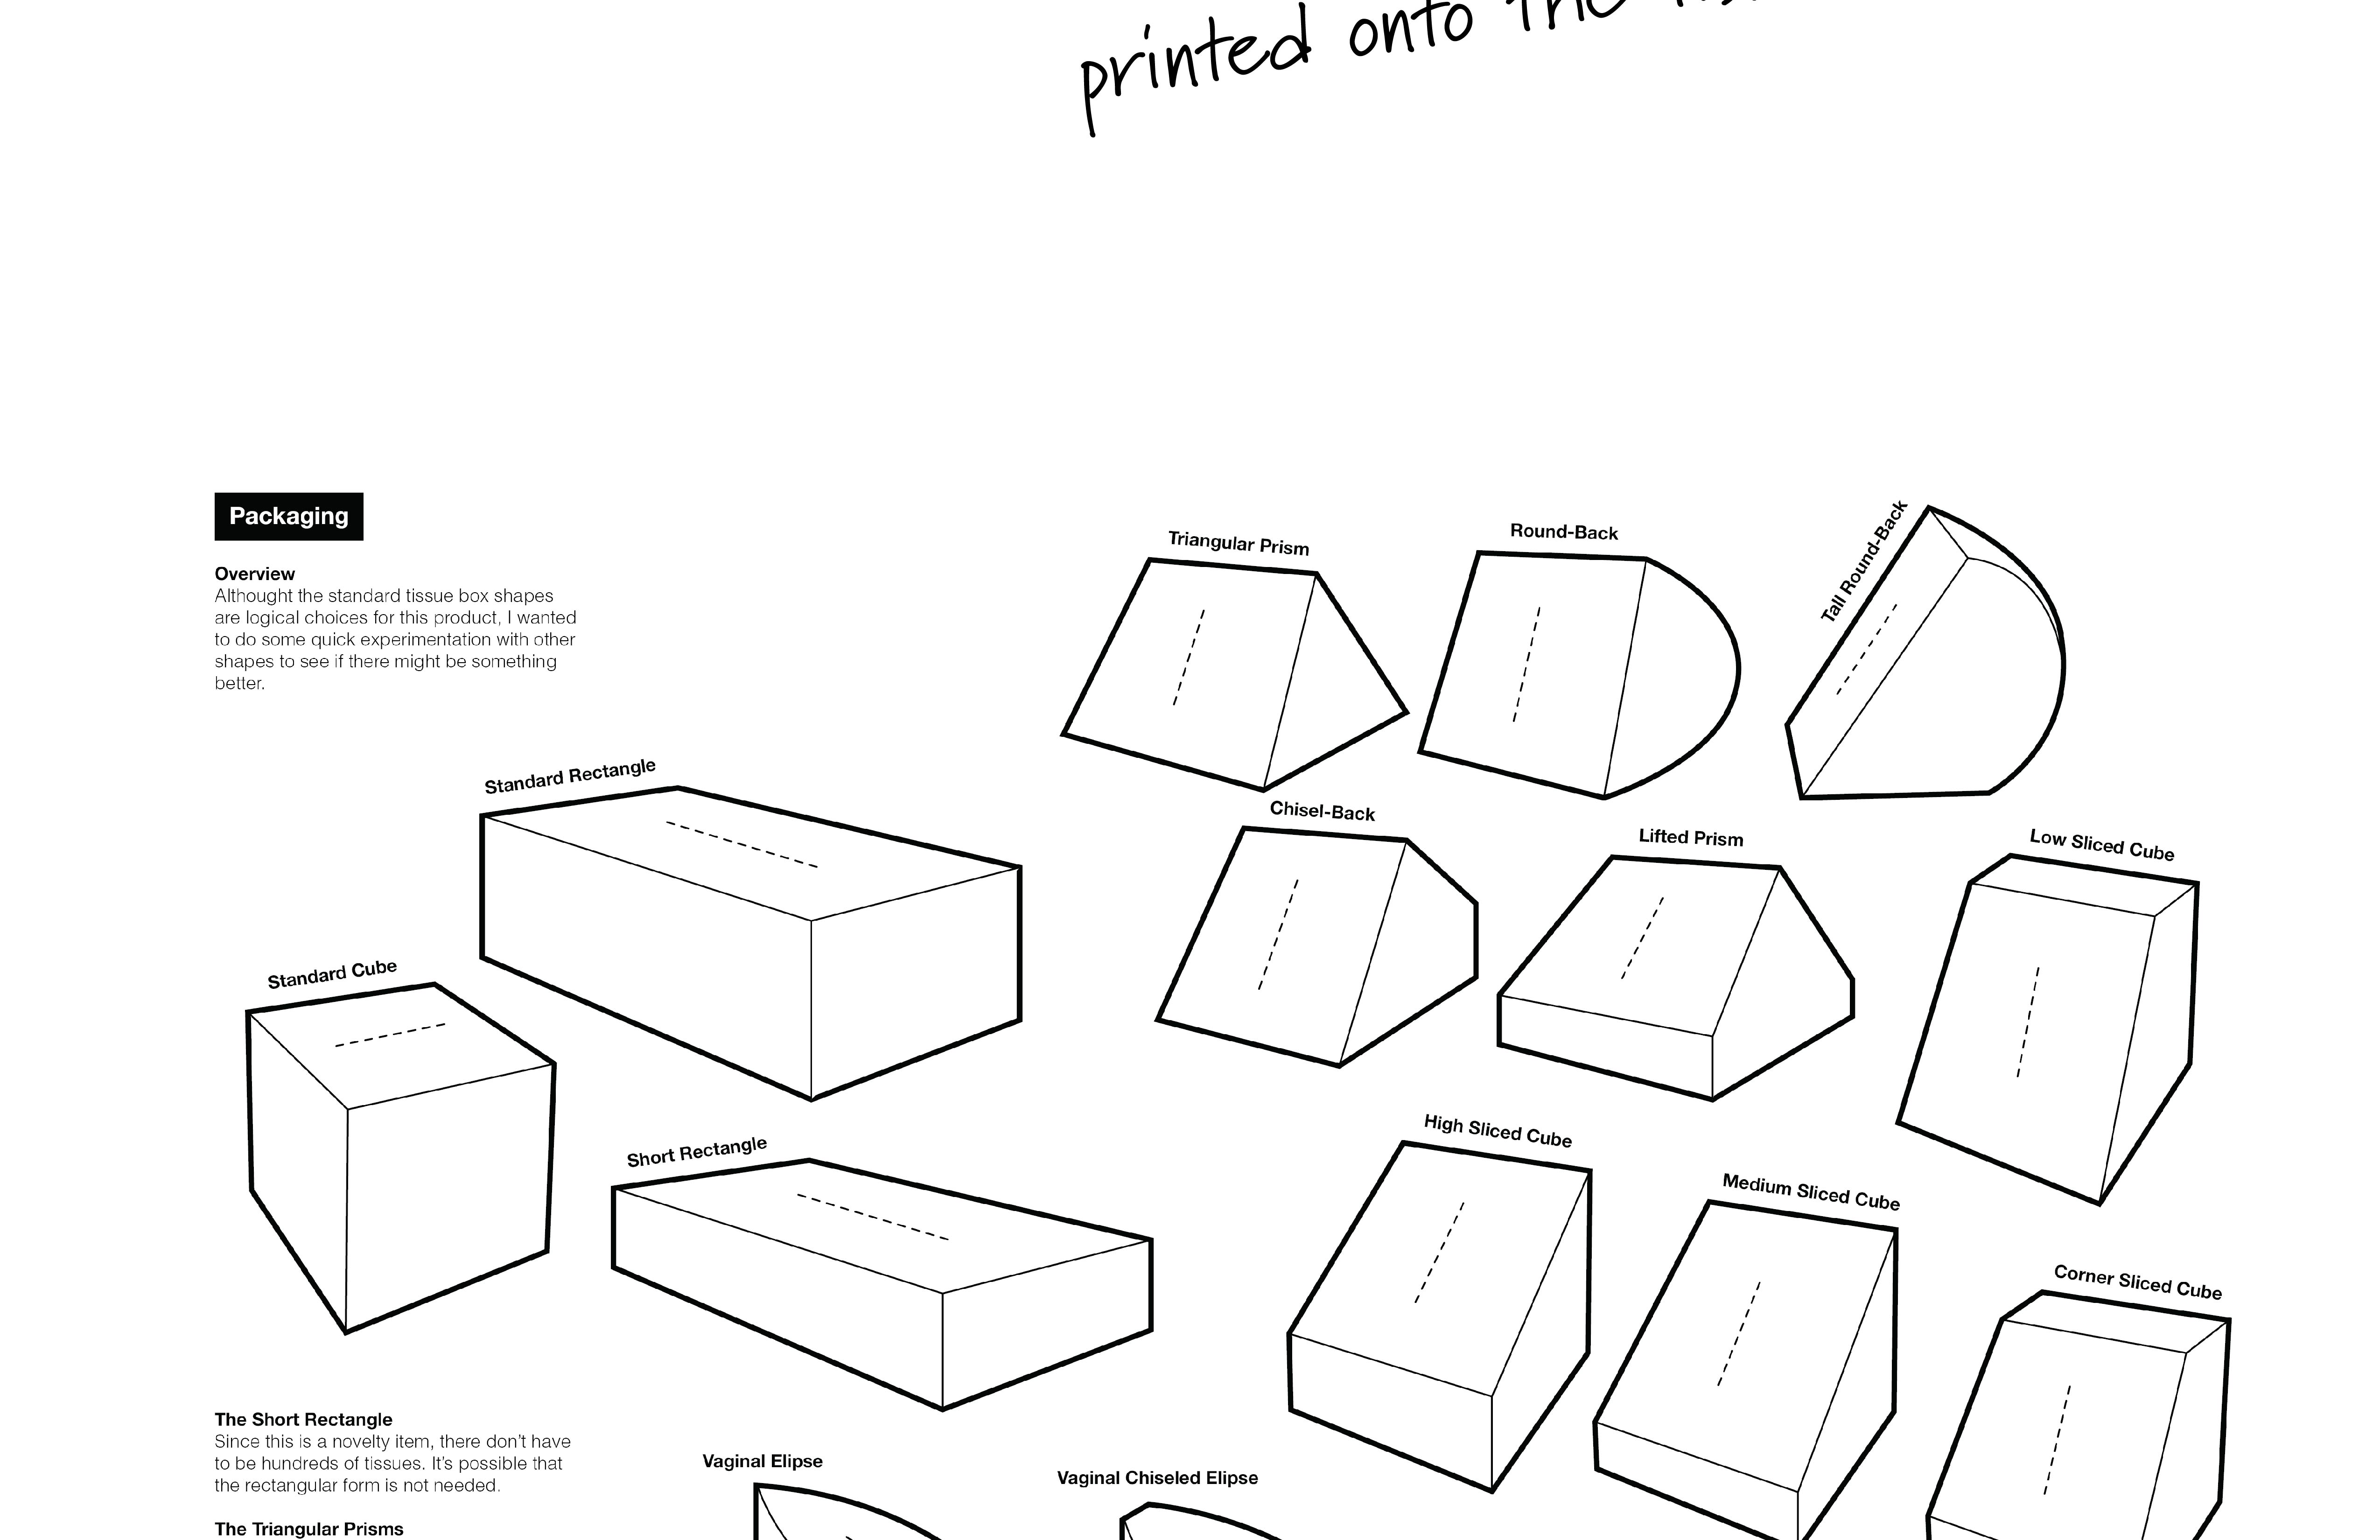 printed onto the
Packaging
Overview
Althought the standard tissue box shapes
are logical choices for this product, I wanted
to do some quick experimentation with other
shapes to see if there might be something
better.
Triangular Prism
Round-Back
Tall Round-Back
Standard Rectangle
Chisel-Back
Lifted Prism
Low Sliced Cube
Standard Cube
Short Rectangle
High Sliced Cube
Medium Sliced Cube
Corner Sliced Cube
The Short Rectangle
Since this is a novelty item, there don't have
to be hundreds of tissues. It's possible that
the rectangular form is not needed.
Vaginal Elipse
Vaginal Chiseled Elipse
The Triangular Prisms